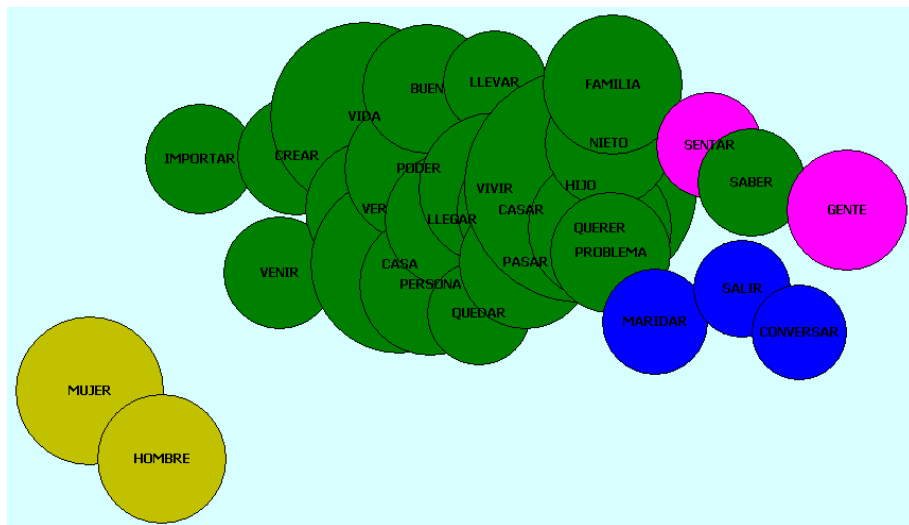 FAMILIA
LLEVAR
BUEN
VIDA
NIETO
SENTAR
IMPORTAR
CREAR
PODER
HIJO
SABER
VIVIR
VER
CASAR
GENTE
LLEGAR
QUERER
PROBLEMA
CASA
PASAR
VENIR
PERSONA
SALIR
QUEDAR
MARIDAR
CONVERSAR
MUJER
HOMBRE